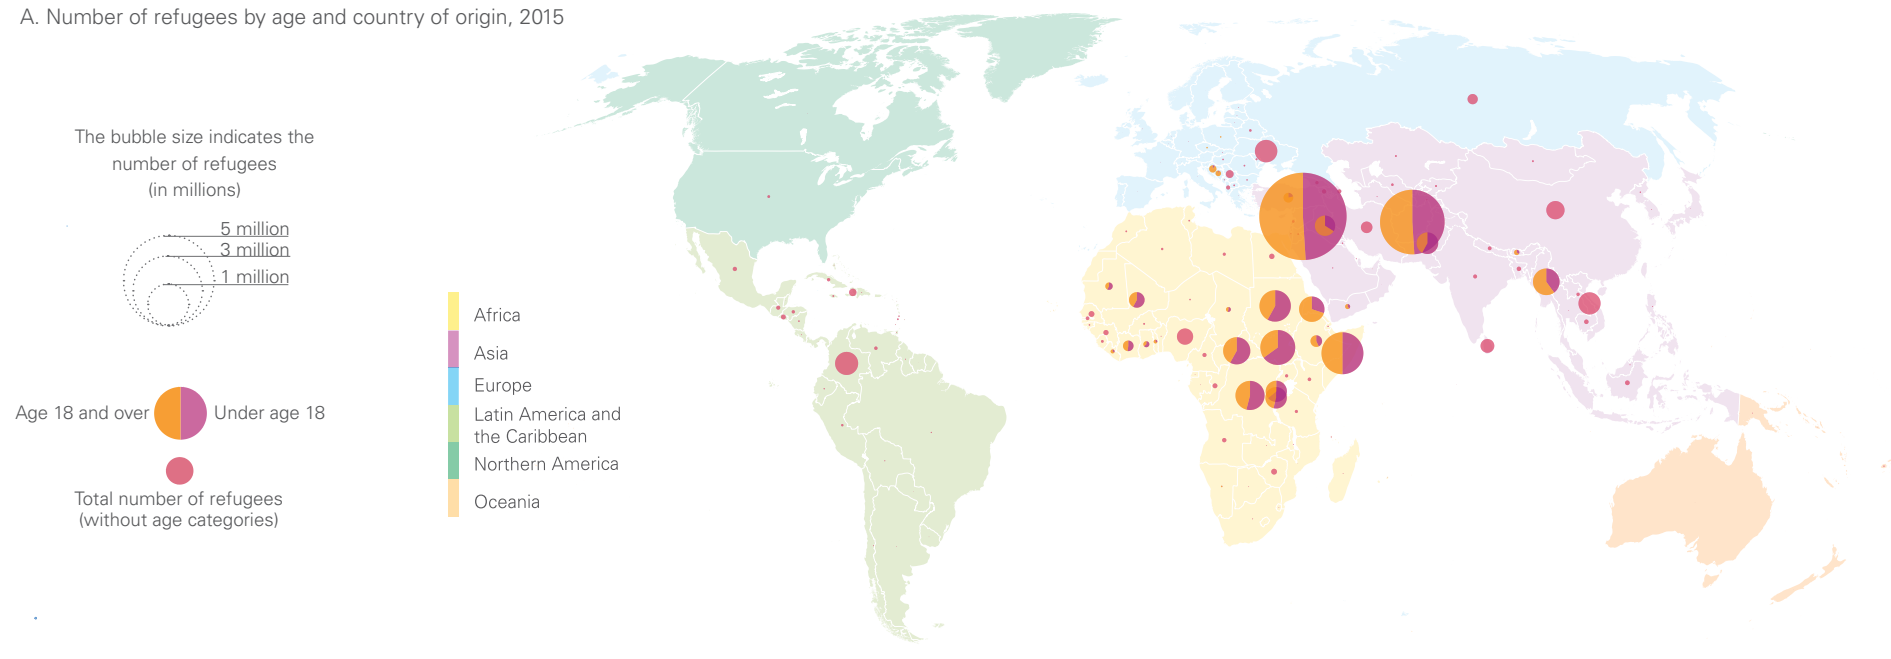 A. Number of refugees by age and country of origin, 2015
The bubble size indicates the
number of refugees
(in millions)
5 million
3 million
1 million
Age 18 and over
Under age 18
Total number of refugees
(without age categories)
Africa
Asia
Europe
Latin America and
the Caribbean
Northern America
Oceania